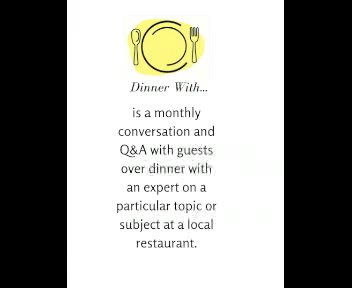 Dinner With...
is a monthly
conversation and
Q&A with guests
over dinner with
an expert on a
particular topic or
subject at a local
restaurant.